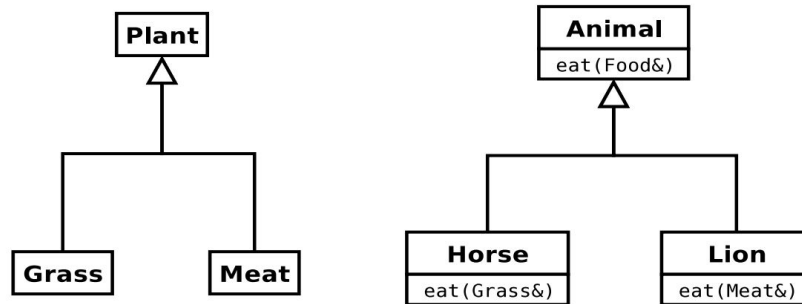 Plant
Grass
Meat
Animal
eat(Food&)
Horse
eat(Grass&)
Lion
eat(Meat&)